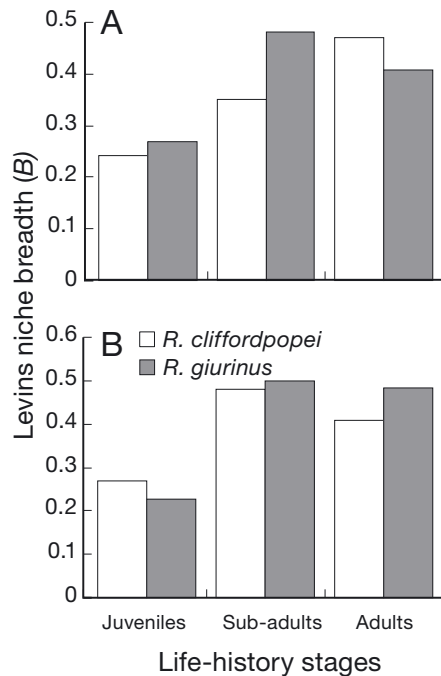 Levins niche breadth (B)
A
0.5
0.4
0.3
0.2
0.1
0
B
R. cliffordpopei
R. giurinus
0.6
0.5
0.4
0.3
0.2
0.1
0
Juveniles Sub-adults Adults
Life-history stages